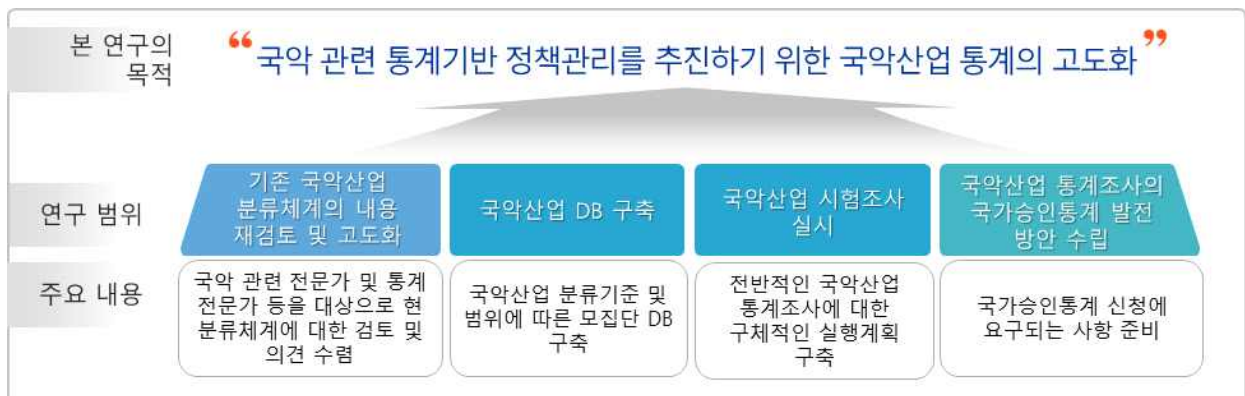 본 연구의
목적
“국악 관련 통계기반 정책관리를 추진하기 위한 국악산업 통계의 고도화”
연구 범위
기존 국악산업
분류체계의 내용
재검토 및 고도화
국악산업 DB 구축
국악산업 시험조사
실시
국악산업 통계조사의
국가승인통계 발전
방안 수립
주요 내용
국악 관련 전문가 및 통계
전문가 등을 대상으로 현
분류체계에 대한 검토 및
의견 수렴
국악산업 분류기준 및
범위에 따른 모집단 DB
구축
전반적인 국악산업
통계조사에 대한
구체적인 실행계획
구축
국가승인통계 신청에
요구되는 사항 준비